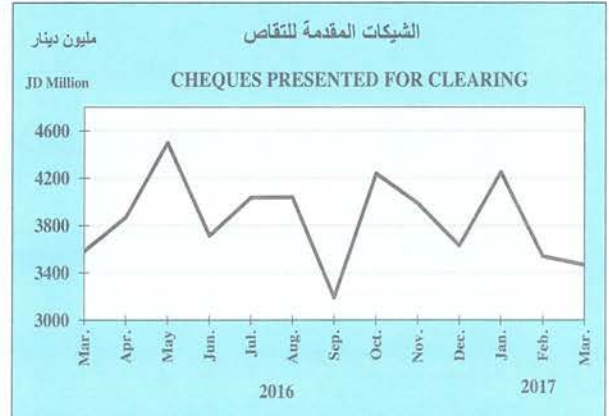 الشيكات المقدمة للتقاص
مليون دينار
JD Million
CHEQUES PRESENTED FOR CLEARING
4600
4200
3800
3400
3000
Mar.
Apr.
May
Jun.
Jul.
Aug.
Sep.
Oct.
Nov.
Dec.
Jan.
Feb.
Mar.
2016
2017